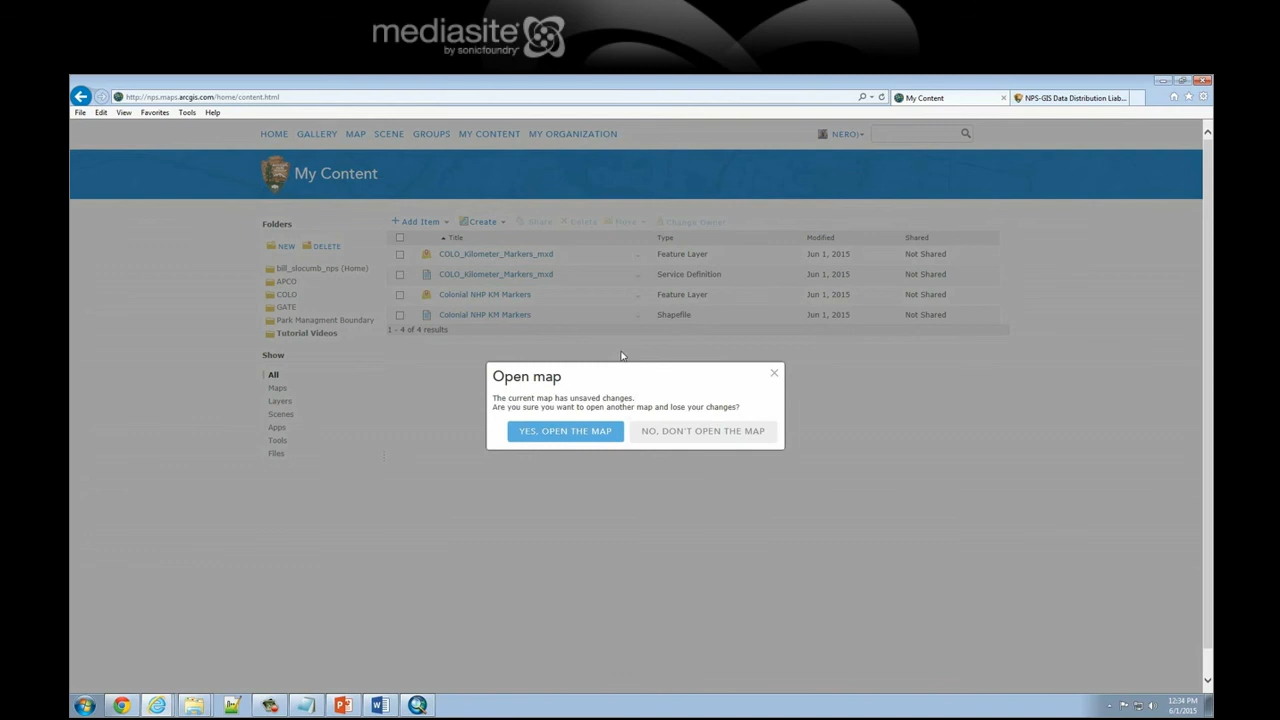 mediasite
by sonicfoundry
http://nps.maps.arcgis.com/home/content.html
My Content
NPS-GIS Data Distribution Liab...
File Edit View Favorites Tools Help
HOME GALLERY MAP SCENE GROUPS MY CONTENT MY ORGANIZATION
NERO)
My Content
Folders
NEW DELETE
bill_slocumb_nps (Home)
APCO
COLO
GATE
Park Managment Boundary
Tutorial Videos
Show
All
Maps
Layers
Scenes
Apps
Tools
Files
+ Add Item Create Share Delete Move Change Owner
Title Type Modified Shared
COLO_Kilometer_Markers_mxd Feature Layer Jun 1, 2015 Not Shared
COLO_Kilometer_Markers_mxd Service Definition Jun 1, 2015 Not Shared
Colonial NHP KM Markers Feature Layer Jun 1, 2015 Not Shared
Colonial NHP KM Markers Shapefile Jun 1, 2015 Not Shared
1 - 4 of 4 results
Open map
The current map has unsaved changes.
Are you sure you want to open another map and lose your changes?
YES, OPEN THE MAP NO, DON'T OPEN THE MAP
12:34 PM
6/1/2015